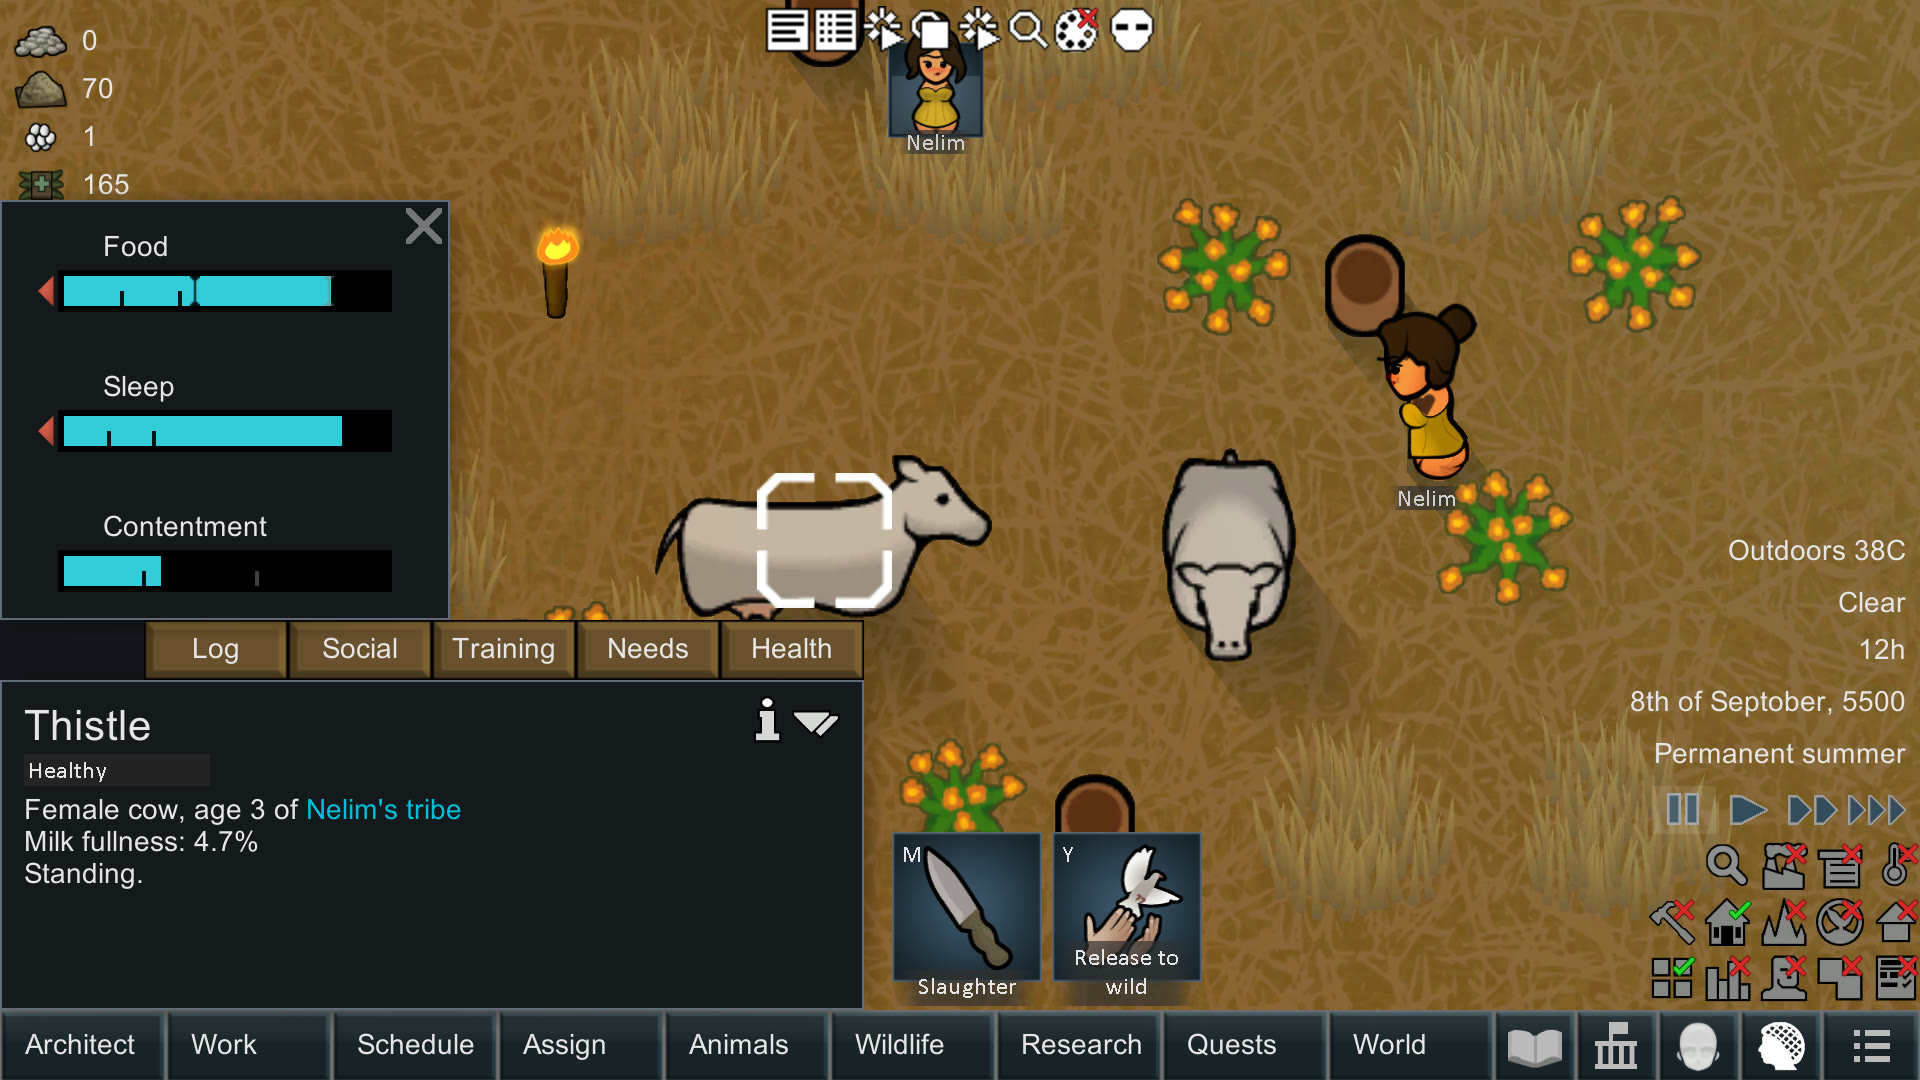 0
70
1
165
Nelim
Food
Sleep
Contentment
Nelim
Outdoors 38C
Clear
12h
8th of Septober, 5500
Permanent summer
Log Social Training Needs Health
Thistle
Healthy
Female cow, age 3 of Nelim's tribe
Milk fullness: 4.7%
Standing.
M
Slaughter
Y
Release to
wild
Architect Work Schedule Assign Animals Wildlife Research Quests World